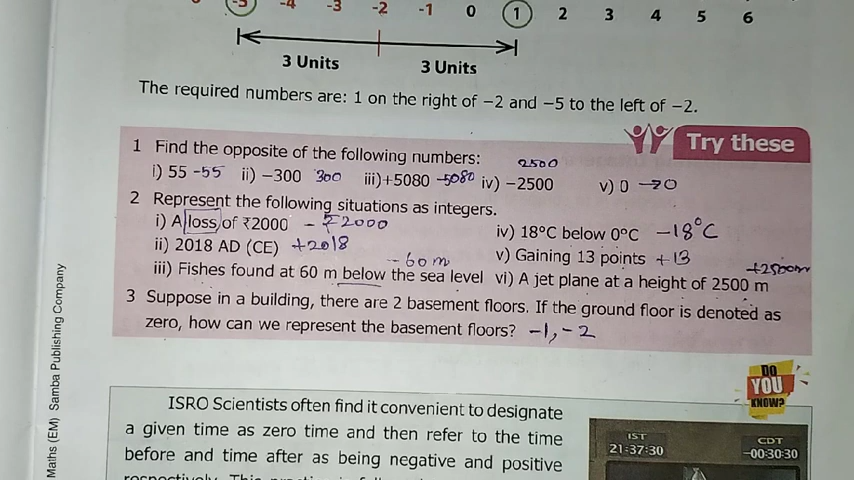 -5 -4 -3 -2 -1 0 1 2 3 4 5 6
3 Units 3 Units
The required numbers are: 1 on the right of −2 and −5 to the left of −2.
Try these
1 Find the opposite of the following numbers: 2500
i) 55 -55 ii) −300 300 iii)+5080 -5080 iv) −2500 v) 0 →0
2 Represent the following situations as integers.
i) A loss of ₹2000 - ₹2000 iv) 18°C below 0°C -18°C
ii) 2018 AD (CE) +2018 v) Gaining 13 points +13
-60 m +2500m
iii) Fishes found at 60 m below the sea level vi) A jet plane at a height of 2500 m
3 Suppose in a building, there are 2 basement floors. If the ground floor is denoted as
zero, how can we represent the basement floors? -1, -2
Maths (EM) Samba Publishing Company
DO
YOU
KNOW?
ISRO Scientists often find it convenient to designate
a given time as zero time and then refer to the time
before and time after as being negative and positive
IST CDT
21:37:30 -00:30:30